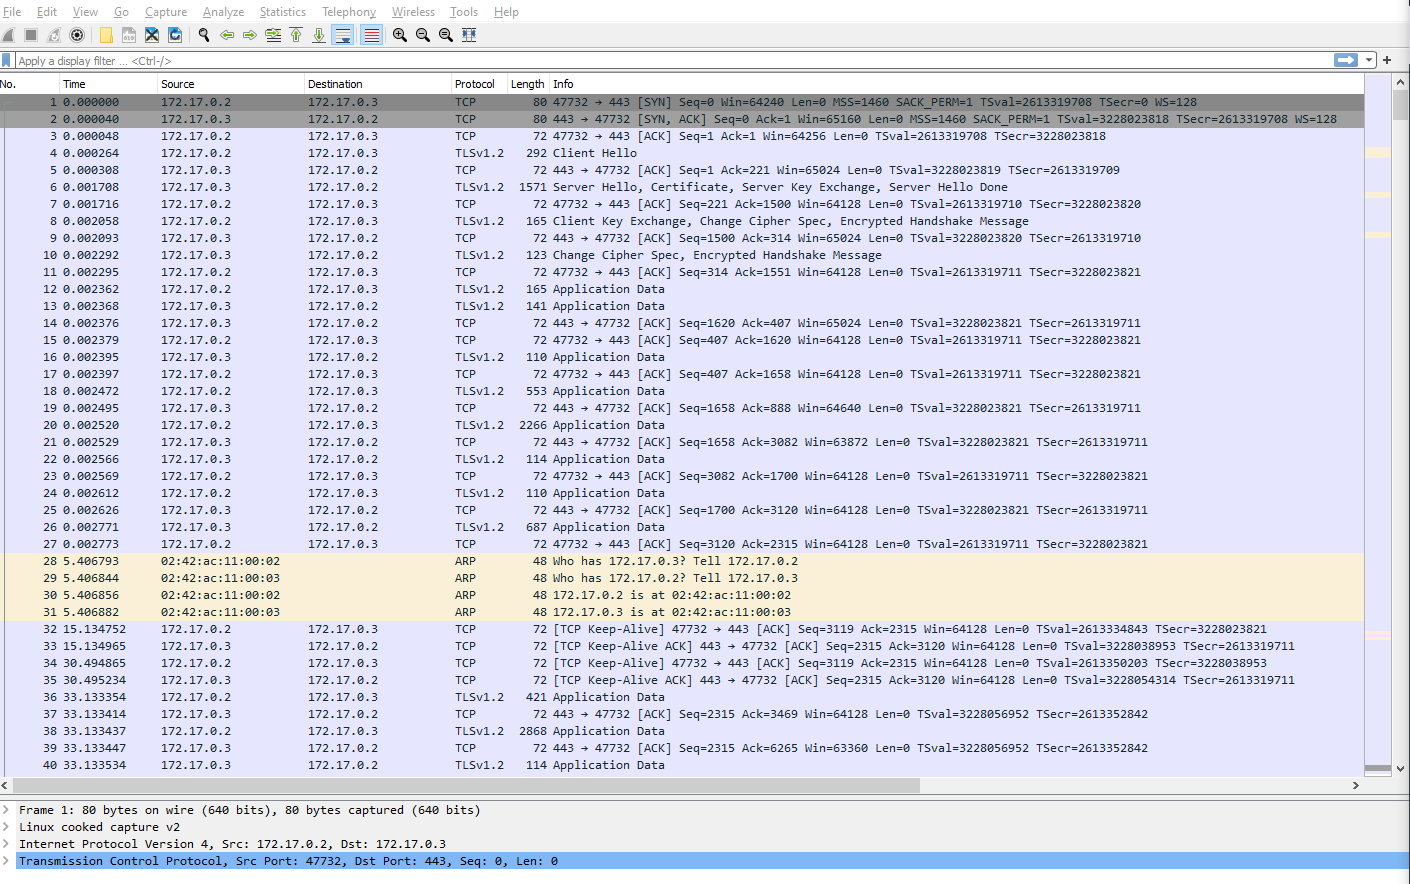 File Edit View Go Capture Analyze Statistics Telephony Wireless Tools Help
Apply a display filter ... <Ctrl-/>
No. Time Source Destination Protocol Length Info
1 0.000000 172.17.0.2 172.17.0.3 TCP 80 47732 → 443 [SYN] Seq=0 Win=64240 Len=0 MSS=1460 SACK_PERM=1 TSval=2613319708 TSecr=0 WS=128
2 0.000040 172.17.0.3 172.17.0.2 TCP 80 443 → 47732 [SYN, ACK] Seq=0 Ack=1 Win=65160 Len=0 MSS=1460 SACK_PERM=1 TSval=3228023818 TSecr=2613319708 WS=128
3 0.000048 172.17.0.2 172.17.0.3 TCP 72 47732 → 443 [ACK] Seq=1 Ack=1 Win=64256 Len=0 TSval=2613319708 TSecr=3228023818
4 0.000264 172.17.0.2 172.17.0.3 TLSv1.2 292 Client Hello
5 0.000308 172.17.0.3 172.17.0.2 TCP 72 443 → 47732 [ACK] Seq=1 Ack=221 Win=65024 Len=0 TSval=3228023819 TSecr=2613319709
6 0.001708 172.17.0.3 172.17.0.2 TLSv1.2 1571 Server Hello, Certificate, Server Key Exchange, Server Hello Done
7 0.001716 172.17.0.2 172.17.0.3 TCP 72 47732 → 443 [ACK] Seq=221 Ack=1500 Win=64128 Len=0 TSval=2613319710 TSecr=3228023820
8 0.002058 172.17.0.2 172.17.0.3 TLSv1.2 165 Client Key Exchange, Change Cipher Spec, Encrypted Handshake Message
9 0.002093 172.17.0.3 172.17.0.2 TCP 72 443 → 47732 [ACK] Seq=1500 Ack=314 Win=65024 Len=0 TSval=3228023820 TSecr=2613319710
10 0.002292 172.17.0.3 172.17.0.2 TLSv1.2 123 Change Cipher Spec, Encrypted Handshake Message
11 0.002295 172.17.0.2 172.17.0.3 TCP 72 47732 → 443 [ACK] Seq=314 Ack=1551 Win=64128 Len=0 TSval=2613319711 TSecr=3228023821
12 0.002362 172.17.0.2 172.17.0.3 TLSv1.2 165 Application Data
13 0.002368 172.17.0.3 172.17.0.2 TLSv1.2 141 Application Data
14 0.002376 172.17.0.3 172.17.0.2 TCP 72 443 → 47732 [ACK] Seq=1620 Ack=407 Win=65024 Len=0 TSval=3228023821 TSecr=2613319711
15 0.002379 172.17.0.2 172.17.0.3 TCP 72 47732 → 443 [ACK] Seq=407 Ack=1620 Win=64128 Len=0 TSval=2613319711 TSecr=3228023821
16 0.002395 172.17.0.3 172.17.0.2 TLSv1.2 110 Application Data
17 0.002397 172.17.0.2 172.17.0.3 TCP 72 47732 → 443 [ACK] Seq=407 Ack=1658 Win=64128 Len=0 TSval=2613319711 TSecr=3228023821
18 0.002472 172.17.0.2 172.17.0.3 TLSv1.2 553 Application Data
19 0.002495 172.17.0.3 172.17.0.2 TCP 72 443 → 47732 [ACK] Seq=1658 Ack=888 Win=64640 Len=0 TSval=3228023821 TSecr=2613319711
20 0.002520 172.17.0.2 172.17.0.3 TLSv1.2 2266 Application Data
21 0.002529 172.17.0.3 172.17.0.2 TCP 72 443 → 47732 [ACK] Seq=1658 Ack=3082 Win=63872 Len=0 TSval=3228023821 TSecr=2613319711
22 0.002566 172.17.0.3 172.17.0.2 TLSv1.2 114 Application Data
23 0.002569 172.17.0.2 172.17.0.3 TCP 72 47732 → 443 [ACK] Seq=3082 Ack=1700 Win=64128 Len=0 TSval=2613319711 TSecr=3228023821
24 0.002612 172.17.0.2 172.17.0.3 TLSv1.2 110 Application Data
25 0.002626 172.17.0.3 172.17.0.2 TCP 72 443 → 47732 [ACK] Seq=1700 Ack=3120 Win=64128 Len=0 TSval=3228023821 TSecr=2613319711
26 0.002771 172.17.0.3 172.17.0.2 TLSv1.2 687 Application Data
27 0.002773 172.17.0.2 172.17.0.3 TCP 72 47732 → 443 [ACK] Seq=3120 Ack=2315 Win=64128 Len=0 TSval=2613319711 TSecr=3228023821
28 5.406793 02:42:ac:11:00:02 ARP 48 Who has 172.17.0.3? Tell 172.17.0.2
29 5.406844 02:42:ac:11:00:03 ARP 48 Who has 172.17.0.2? Tell 172.17.0.3
30 5.406856 02:42:ac:11:00:02 ARP 48 172.17.0.2 is at 02:42:ac:11:00:02
31 5.406882 02:42:ac:11:00:03 ARP 48 172.17.0.3 is at 02:42:ac:11:00:03
32 15.134752 172.17.0.2 172.17.0.3 TCP 72 [TCP Keep-Alive] 47732 → 443 [ACK] Seq=3119 Ack=2315 Win=64128 Len=0 TSval=2613334843 TSecr=3228023821
33 15.134965 172.17.0.3 172.17.0.2 TCP 72 [TCP Keep-Alive ACK] 443 → 47732 [ACK] Seq=2315 Ack=3120 Win=64128 Len=0 TSval=3228038953 TSecr=2613319711
34 30.494865 172.17.0.2 172.17.0.3 TCP 72 [TCP Keep-Alive] 47732 → 443 [ACK] Seq=3119 Ack=2315 Win=64128 Len=0 TSval=2613350203 TSecr=3228038953
35 30.495234 172.17.0.3 172.17.0.2 TCP 72 [TCP Keep-Alive ACK] 443 → 47732 [ACK] Seq=2315 Ack=3120 Win=64128 Len=0 TSval=3228054314 TSecr=2613319711
36 33.133354 172.17.0.2 172.17.0.3 TLSv1.2 421 Application Data
37 33.133414 172.17.0.3 172.17.0.2 TCP 72 443 → 47732 [ACK] Seq=2315 Ack=3469 Win=64128 Len=0 TSval=3228056952 TSecr=2613352842
38 33.133437 172.17.0.2 172.17.0.3 TLSv1.2 2868 Application Data
39 33.133447 172.17.0.3 172.17.0.2 TCP 72 443 → 47732 [ACK] Seq=2315 Ack=6265 Win=63360 Len=0 TSval=3228056952 TSecr=2613352842
40 33.133534 172.17.0.3 172.17.0.2 TLSv1.2 114 Application Data
Frame 1: 80 bytes on wire (640 bits), 80 bytes captured (640 bits)
Linux cooked capture v2
Internet Protocol Version 4, Src: 172.17.0.2, Dst: 172.17.0.3
Transmission Control Protocol, Src Port: 47732, Dst Port: 443, Seq: 0, Len: 0